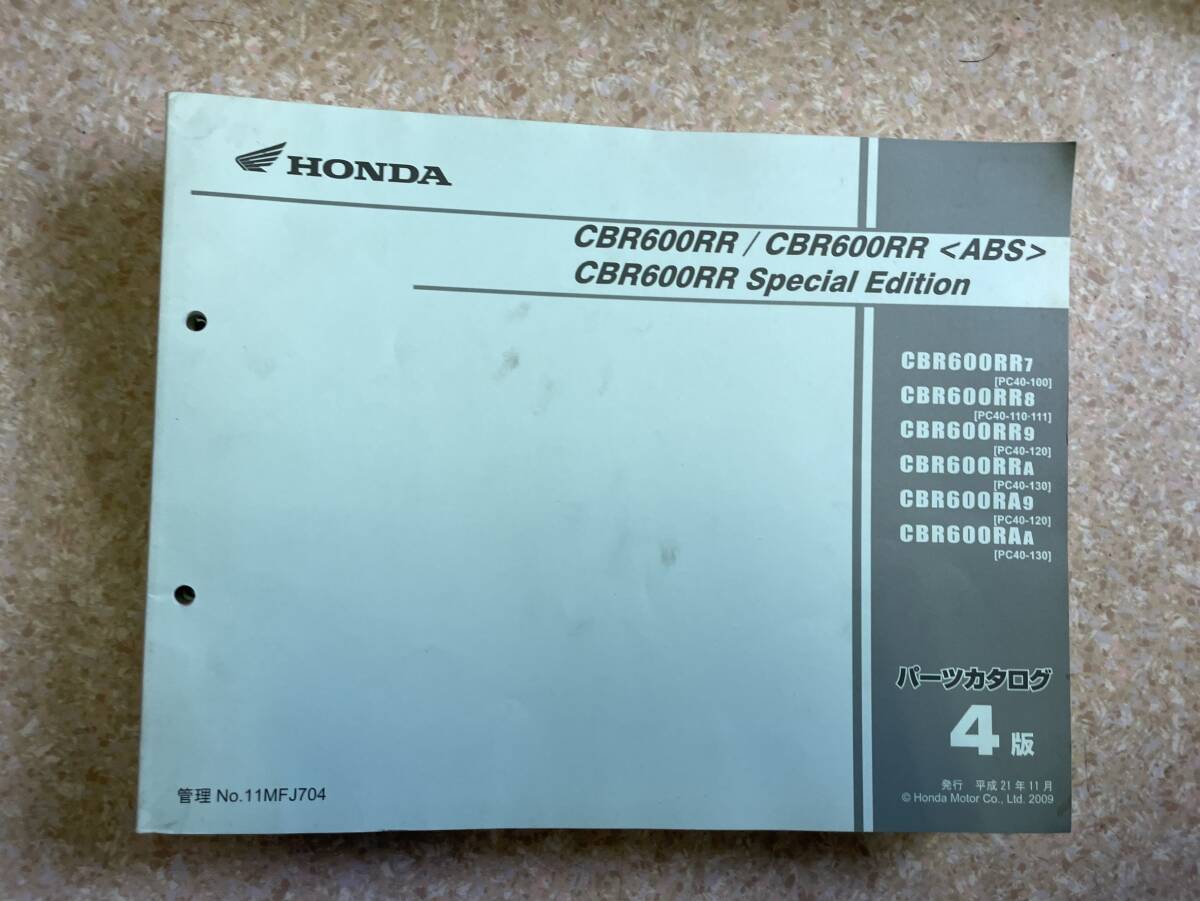 HONDA
CBR600RR / CBR600RR <ABS>
CBR600RR Special Edition
CBR600RR7
[PC40-100]
CBR600RR8
[PC40-110·111]
CBR600RR9
[PC40-120]
CBR600RRA
[PC40-130]
CBR600RA9
[PC40-120]
CBR600RAA
[PC40-130]
パーツカタログ
4版
発行 平成21年11月
© Honda Motor Co., Ltd. 2009
管理 No.11MFJ704